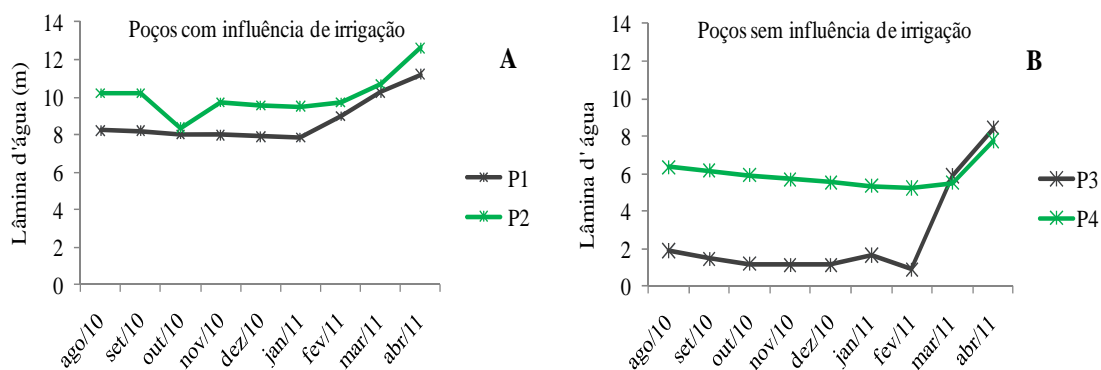 Poços com influência de irrigação
A
Lâmina d'água (m)
14
12
10
8
6
4
2
0
ago/10
set/10
out/10
nov/10
dez/10
jan/11
fev/11
mar/11
abr/11
P1
P2
Poços sem influência de irrigação
B
Lâmina d' água
14
12
10
8
6
4
2
0
ago/10
set/10
out/10
nov/10
dez/10
jan/11
fev/11
mar/11
abr/11
P3
P4